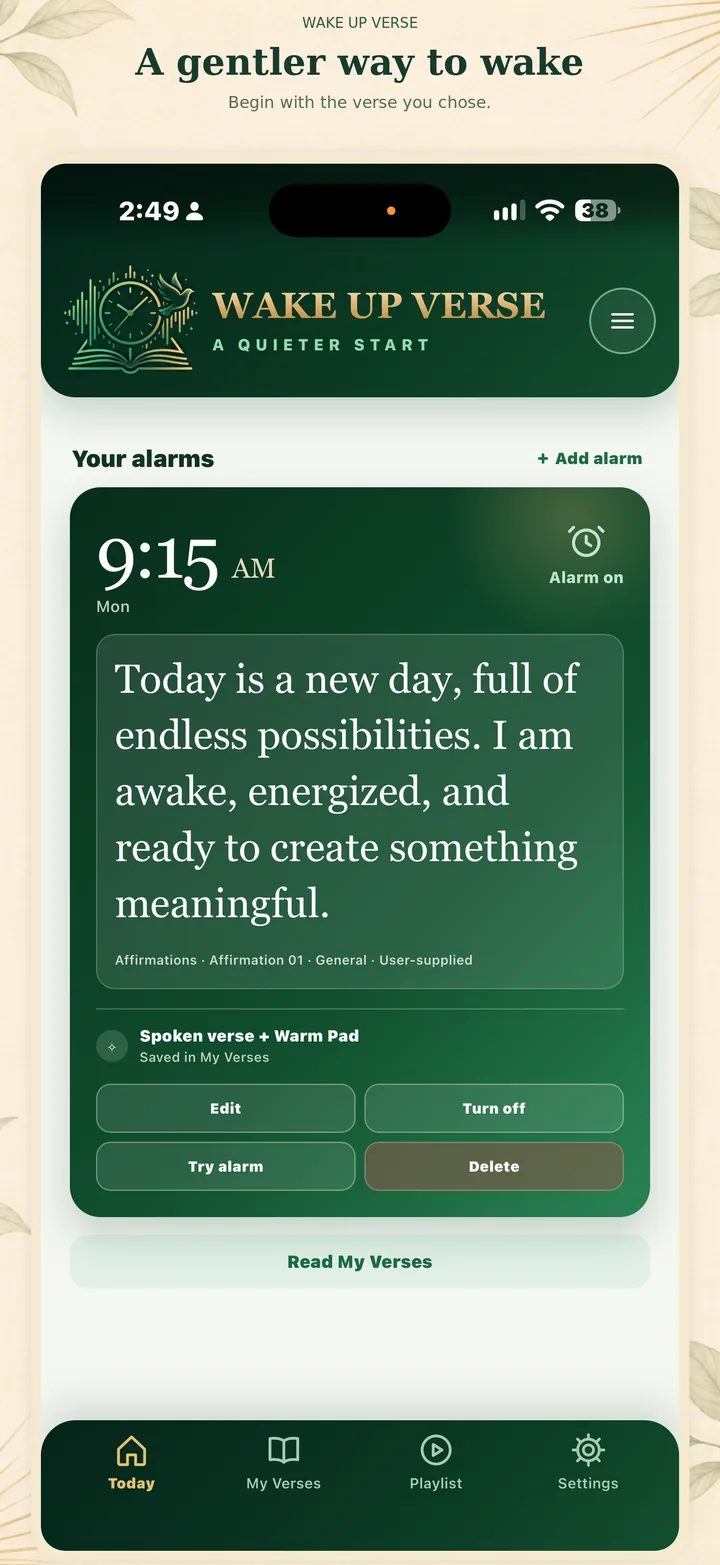 WAKE UP VERSE
A gentler way to wake
Begin with the verse you chose.
2:49
38
WAKE UP VERSE
A QUIETER START
Your alarms
+ Add alarm
9:15 AM
Alarm on
Mon
Today is a new day, full of
endless possibilities. I am
awake, energized, and
ready to create something
meaningful.
Affirmations · Affirmation 01 · General · User-supplied
Spoken verse + Warm Pad
Saved in My Verses
Edit
Turn off
Try alarm
Delete
Read My Verses
Today
My Verses
Playlist
Settings